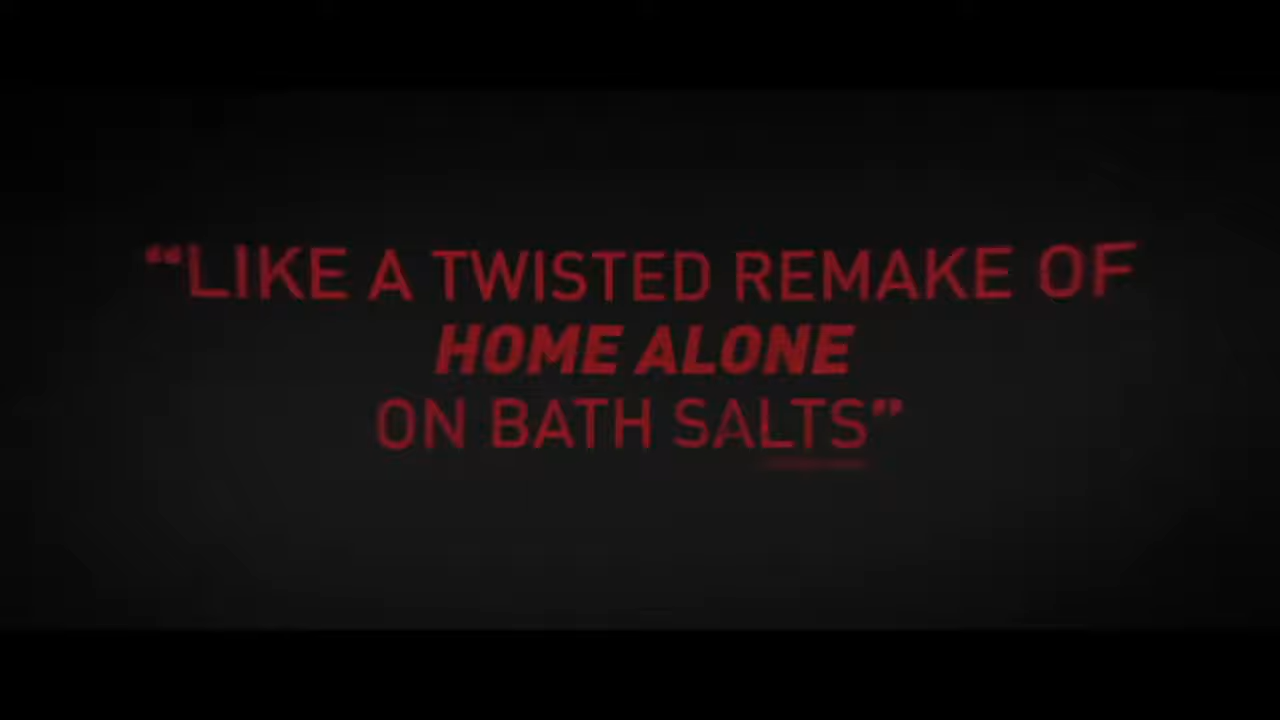 “LIKE A TWISTED REMAKE OF
HOME ALONE
ON BATH SALTS”